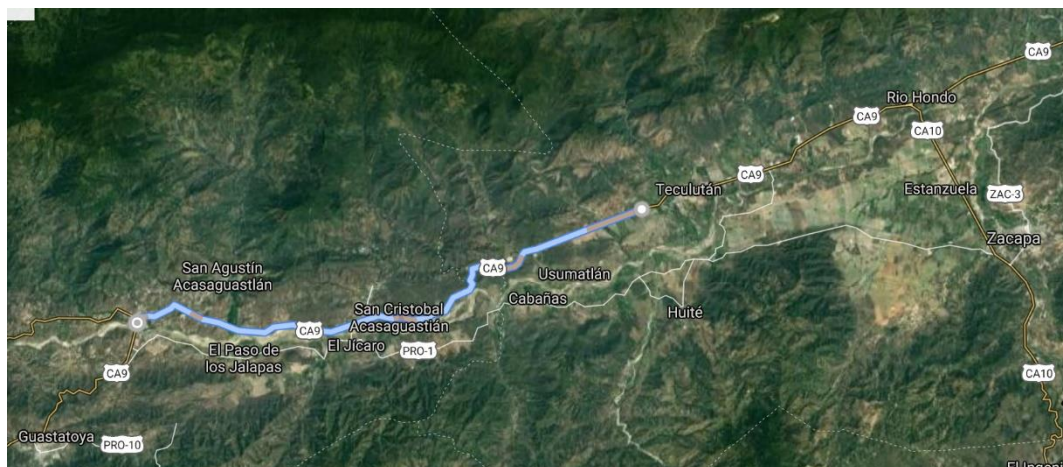 CA9
Rio Hondo
CA9
CA10
Teculután
CA9
Estanzuela
ZAC-3
Zacapa
San Agustín
Acasaguastlán
CA9
Usumatlán
Cabañas
San Cristobal
Acasaguastlán
CA9
El Jícaro
Huité
El Paso de
los Jalapas
PRO-1
CA9
CA10
Guastatoya
PRO-10